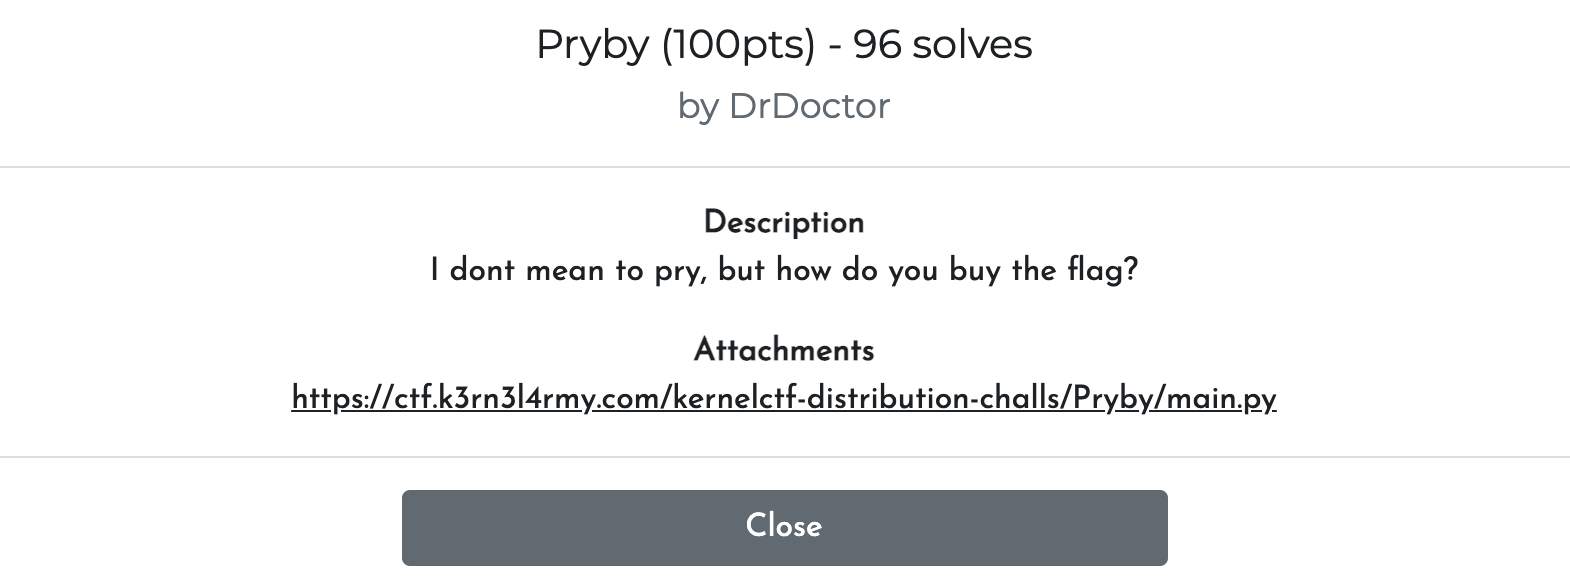 Pryby (100pts) - 96 solves
by DrDoctor
Description
I dont mean to pry, but how do you buy the flag?
Attachments
https://ctf.k3rn3l4rmy.com/kernelctf-distribution-challs/Pryby/main.py
Close